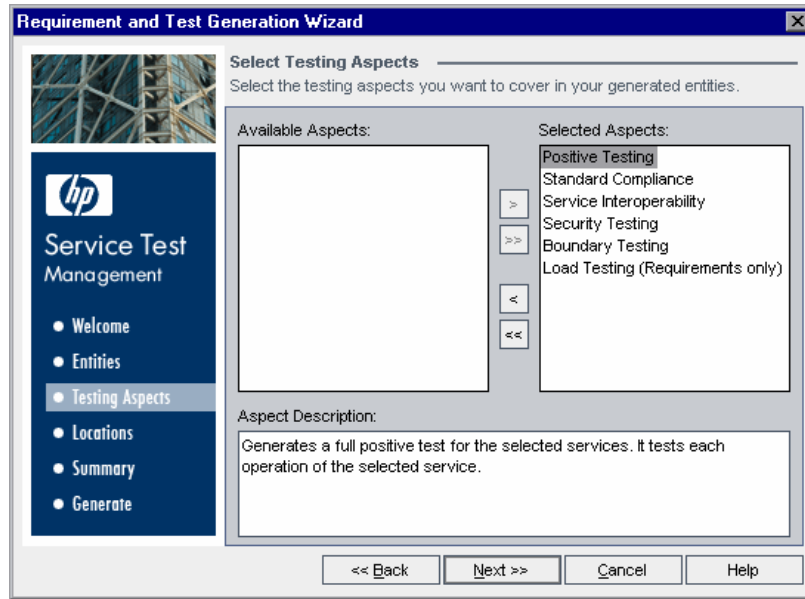 Requirement and Test Generation Wizard
Select Testing Aspects
Select the testing aspects you want to cover in your generated entities.
hp
Service Test
Management
Welcome
Entities
Testing Aspects
Locations
Summary
Generate
Available Aspects:
>
>>
<
<<
Selected Aspects:
Positive Testing
Standard Compliance
Service Interoperability
Security Testing
Boundary Testing
Load Testing (Requirements only)
Aspect Description:
Generates a full positive test for the selected services. It tests each
operation of the selected service.
<< Back
Next >>
Cancel
Help